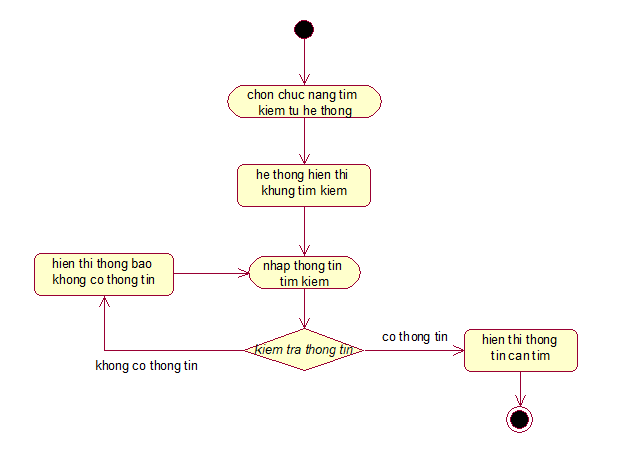 chon chuc nang tim
kiem tu he thong
he thong hien thi
khung tim kiem
nhap thong tin
tim kiem
hien thi thong bao
khong co thong tin
kiem tra thong tin
co thong tin
khong co thong tin
hien thi thong
tin can tim